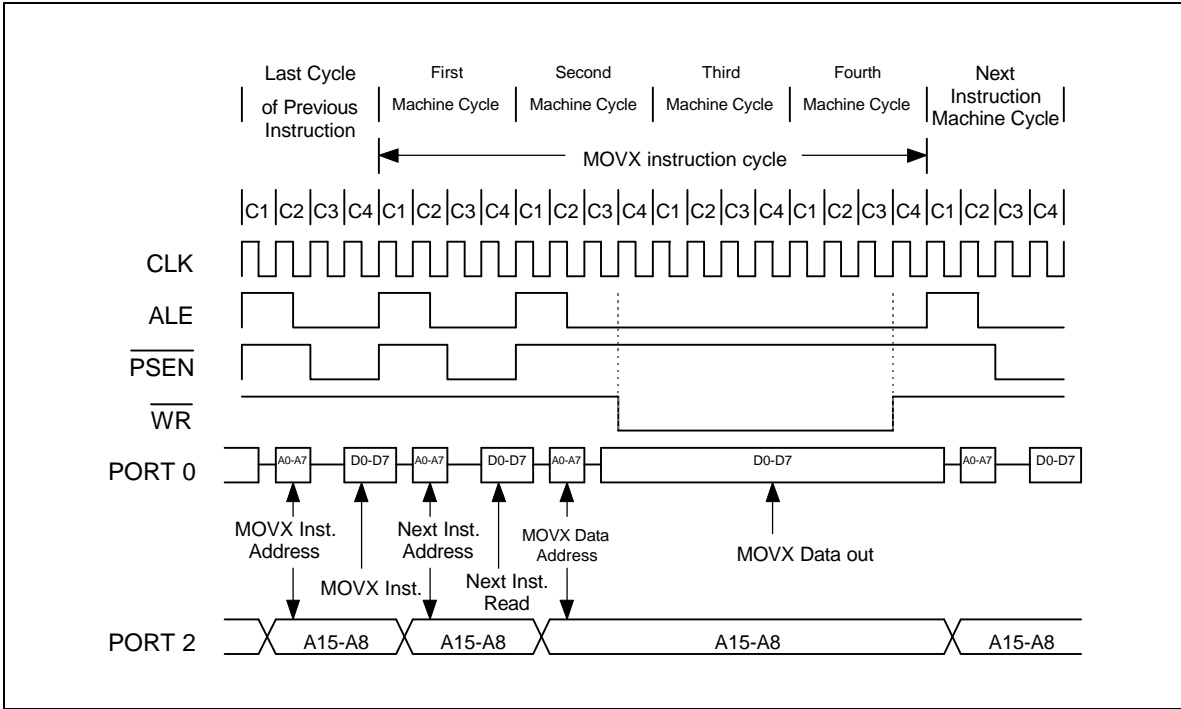 Last Cycle
of Previous
Instruction
First
Machine Cycle
Second
Machine Cycle
Third
Machine Cycle
Fourth
Machine Cycle
Next
Instruction
Machine Cycle
MOVX instruction cycle
C1 C2 C3 C4 C1 C2 C3 C4 C1 C2 C3 C4 C1 C2 C3 C4 C1 C2 C3 C4 C1 C2 C3 C4
CLK
ALE
PSEN
WR
PORT 0
A0-A7 D0-D7 A0-A7 D0-D7 A0-A7 D0-D7 A0-A7 D0-D7
MOVX Inst.
Address
MOVX Inst.
Next Inst.
Address
Next Inst.
Read
MOVX Data
Address
MOVX Data out
PORT 2
A15-A8 A15-A8 A15-A8 A15-A8